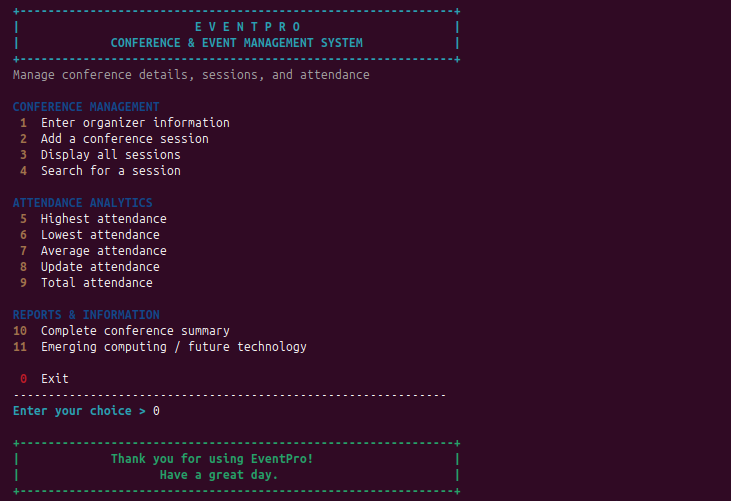 +--------------------------------------------------------------+
| E V E N T P R O |
| CONFERENCE & EVENT MANAGEMENT SYSTEM |
+--------------------------------------------------------------+
Manage conference details, sessions, and attendance
CONFERENCE MANAGEMENT
1 Enter organizer information
2 Add a conference session
3 Display all sessions
4 Search for a session
ATTENDANCE ANALYTICS
5 Highest attendance
6 Lowest attendance
7 Average attendance
8 Update attendance
9 Total attendance
REPORTS & INFORMATION
10 Complete conference summary
11 Emerging computing / future technology
0 Exit
--------------------------------------------------------------
Enter your choice > 0
+--------------------------------------------------------------+
| Thank you for using EventPro! |
| Have a great day. |
+--------------------------------------------------------------+